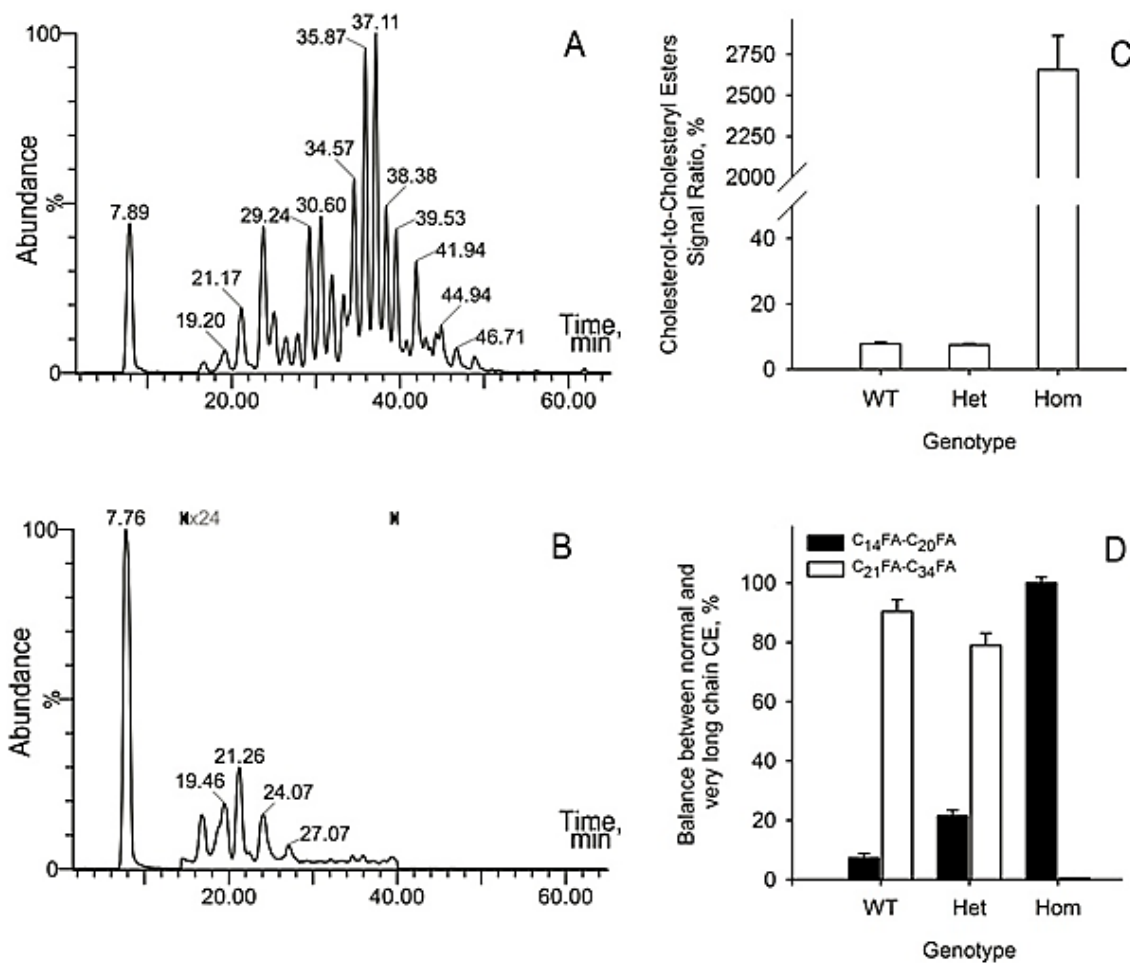 A
100
37.11
35.87
34.57
38.38
39.53
7.89
29.24
30.60
41.94
21.17
19.20
44.94
46.71
Abundance
%
0
Time,
min
20.00
40.00
60.00
C
Cholesterol-to-Cholesteryl Esters
Signal Ratio, %
2750
2500
2250
2000
40
20
0
WT
Het
Hom
Genotype
B
7.76
x24
100
21.26
19.46
24.07
27.07
Abundance
%
0
Time,
min
20.00
40.00
60.00
D
C14FA-C20FA
C21FA-C34FA
Balance between normal and
very long chain CE, %
100
80
60
40
20
0
WT
Het
Hom
Genotype